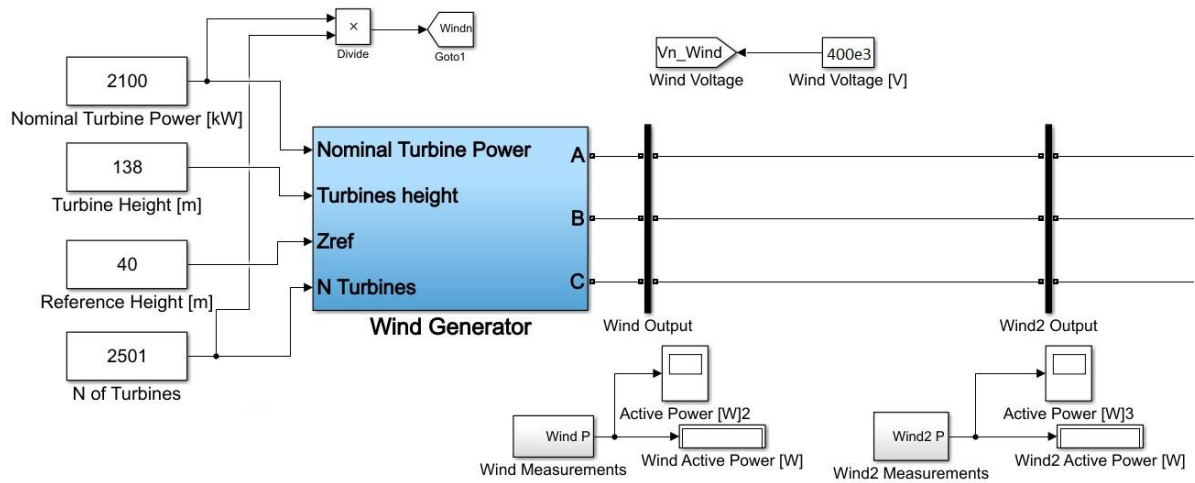 ×
Divide
Windn
Goto1
Vn_Wind
Wind Voltage
400e3
Wind Voltage [V]
2100
Nominal Turbine Power [kW]
138
Turbine Height [m]
40
Reference Height [m]
2501
N of Turbines
Nominal Turbine Power
Turbines height
Zref
N Turbines
A
B
C
Wind Generator
Wind Output
Wind2 Output
Active Power [W]2
Wind P
Wind Measurements
Wind Active Power [W]
Active Power [W]3
Wind2 P
Wind2 Measurements
Wind2 Active Power [W]